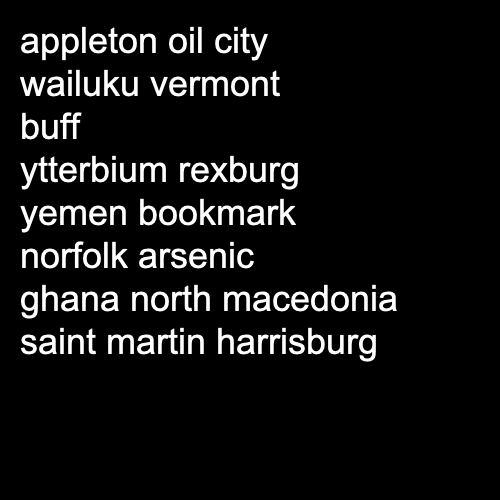 appleton oil city
wailuku vermont
buff
ytterbium rexburg
yemen bookmark
norfolk arsenic
ghana north macedonia
saint martin harrisburg